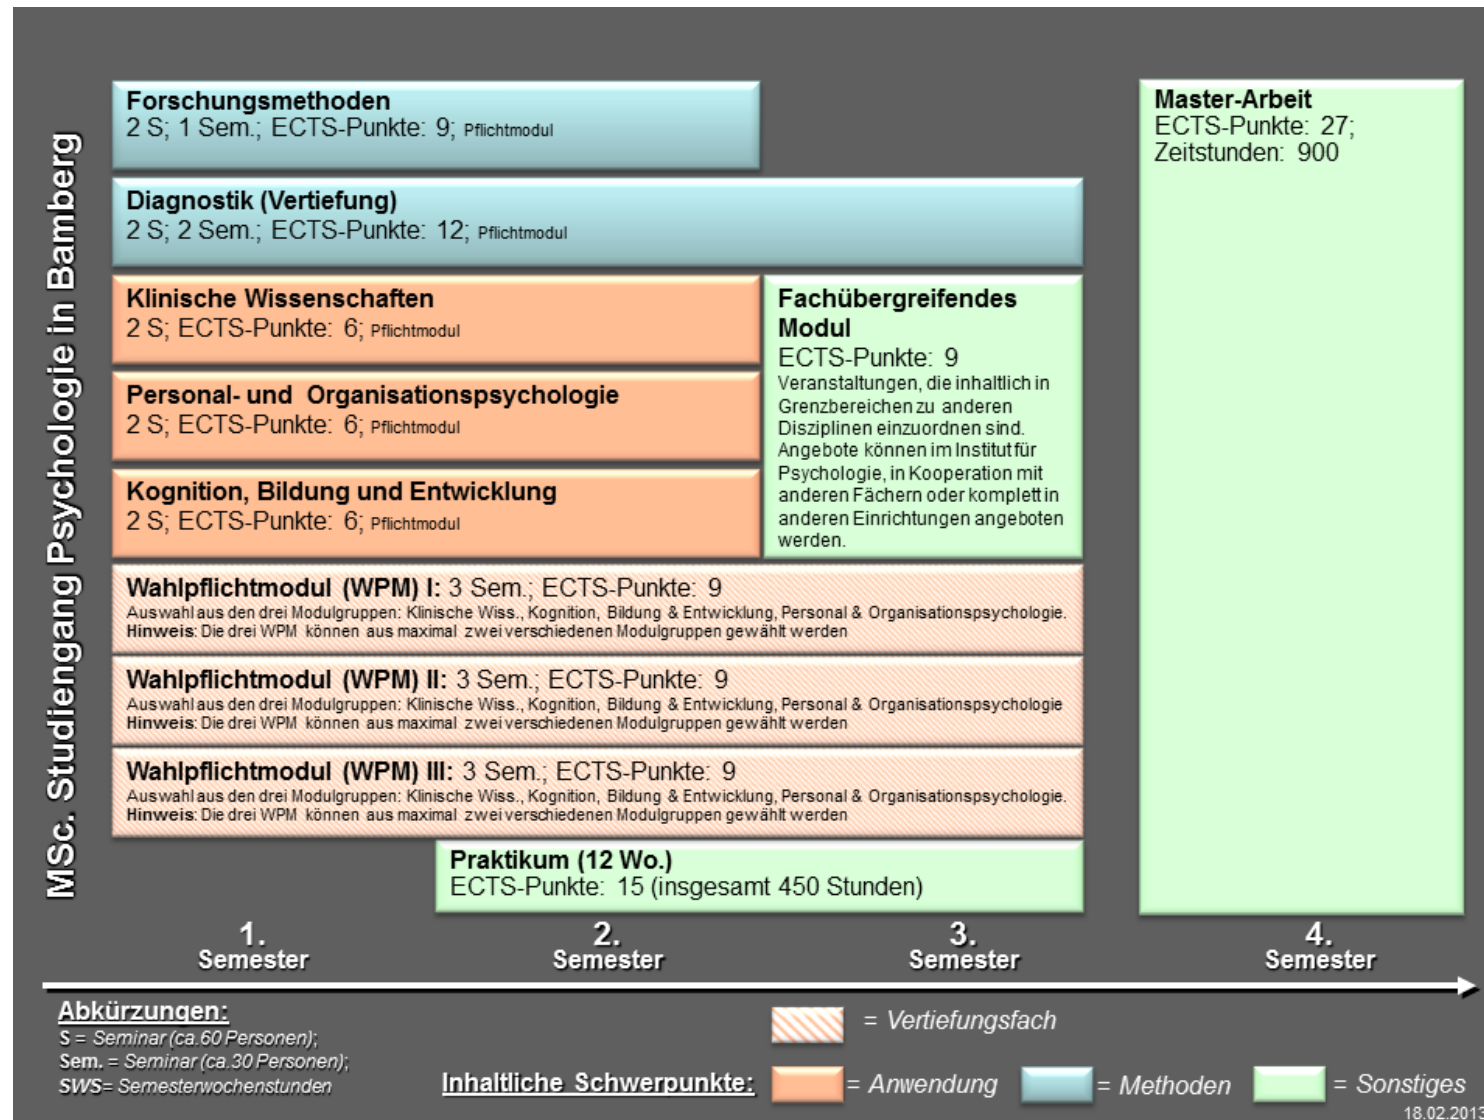 MSc. Studiengang Psychologie in Bamberg
Forschungsmethoden
2 S; 1 Sem.; ECTS-Punkte: 9; Pflichtmodul
Diagnostik (Vertiefung)
2 S; 2 Sem.; ECTS-Punkte: 12; Pflichtmodul
Klinische Wissenschaften
2 S; ECTS-Punkte: 6; Pflichtmodul
Personal- und Organisationspsychologie
2 S; ECTS-Punkte: 6; Pflichtmodul
Kognition, Bildung und Entwicklung
2 S; ECTS-Punkte: 6; Pflichtmodul
Fachübergreifendes
Modul
ECTS-Punkte: 9
Veranstaltungen, die inhaltlich in
Grenzbereichen zu anderen
Disziplinen einzuordnen sind.
Angebote können im Institut für
Psychologie, in Kooperation mit
anderen Fächern oder komplett in
anderen Einrichtungen angeboten
werden.
Wahlpflichtmodul (WPM) I: 3 Sem.; ECTS-Punkte: 9
Auswahl aus den drei Modulgruppen: Klinische Wiss., Kognition, Bildung & Entwicklung, Personal & Organisationspsychologie.
Hinweis: Die drei WPM können aus maximal zwei verschiedenen Modulgruppen gewählt werden
Wahlpflichtmodul (WPM) II: 3 Sem.; ECTS-Punkte: 9
Auswahl aus den drei Modulgruppen: Klinische Wiss., Kognition, Bildung & Entwicklung, Personal & Organisationspsychologie
Hinweis: Die drei WPM können aus maximal zwei verschiedenen Modulgruppen gewählt werden
Wahlpflichtmodul (WPM) III: 3 Sem.; ECTS-Punkte: 9
Auswahl aus den drei Modulgruppen: Klinische Wiss., Kognition, Bildung & Entwicklung, Personal & Organisationspsychologie.
Hinweis: Die drei WPM können aus maximal zwei verschiedenen Modulgruppen gewählt werden
Praktikum (12 Wo.)
ECTS-Punkte: 15 (insgesamt 450 Stunden)
Master-Arbeit
ECTS-Punkte: 27;
Zeitstunden: 900
1.
Semester
2.
Semester
3.
Semester
4.
Semester
Abkürzungen:
S = Seminar (ca.60 Personen);
Sem. = Seminar (ca.30 Personen);
SWS= Semesterwochenstunden
= Vertiefungsfach
Inhaltliche Schwerpunkte:
= Anwendung
= Methoden
= Sonstiges